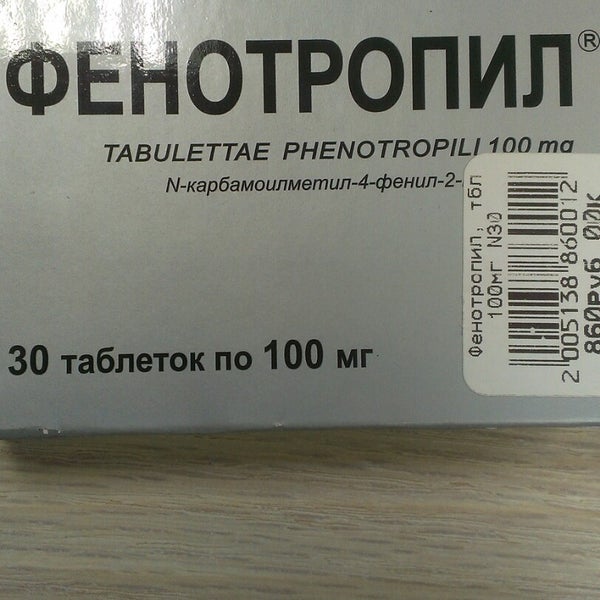 ФЕНОТРОПИЛ®
TABULETTAE PHENOTROPILI 100 mg
N-карбамоилметил-4-фенил-2-
30 таблеток по 100 мг
Фенотропил, тбл
100мг N30
2 005138 860012
860руб 00К